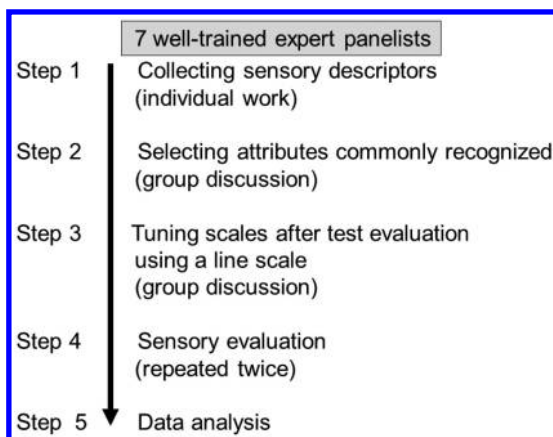 7 well-trained expert panelists
Step 1 Collecting sensory descriptors
(individual work)
Step 2 Selecting attributes commonly recognized
(group discussion)
Step 3 Tuning scales after test evaluation
using a line scale
(group discussion)
Step 4 Sensory evaluation
(repeated twice)
Step 5 Data analysis